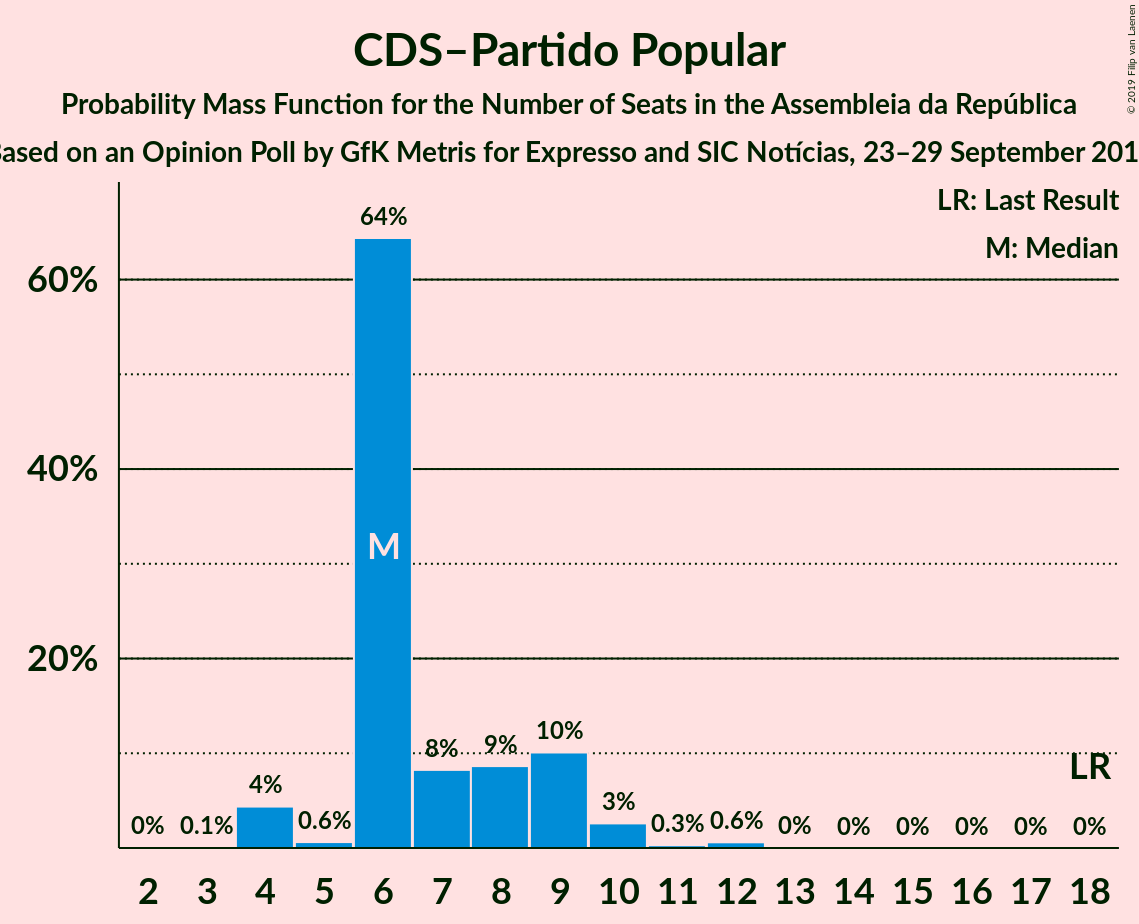 CDS–Partido Popular
Probability Mass Function for the Number of Seats in the Assembleia da República
ased on an Opinion Poll by GfK Metris for Expresso and SIC Notícias, 23–29 September 201
© 2019 Filip van Laenen
LR: Last Result
M: Median
60%
40%
20%
0%
0.1%
4%
0.6%
64%
M
8%
9%
10%
3%
0.3%
0.6%
0%
0%
0%
0%
0%
0%
LR
2 3 4 5 6 7 8 9 10 11 12 13 14 15 16 17 18